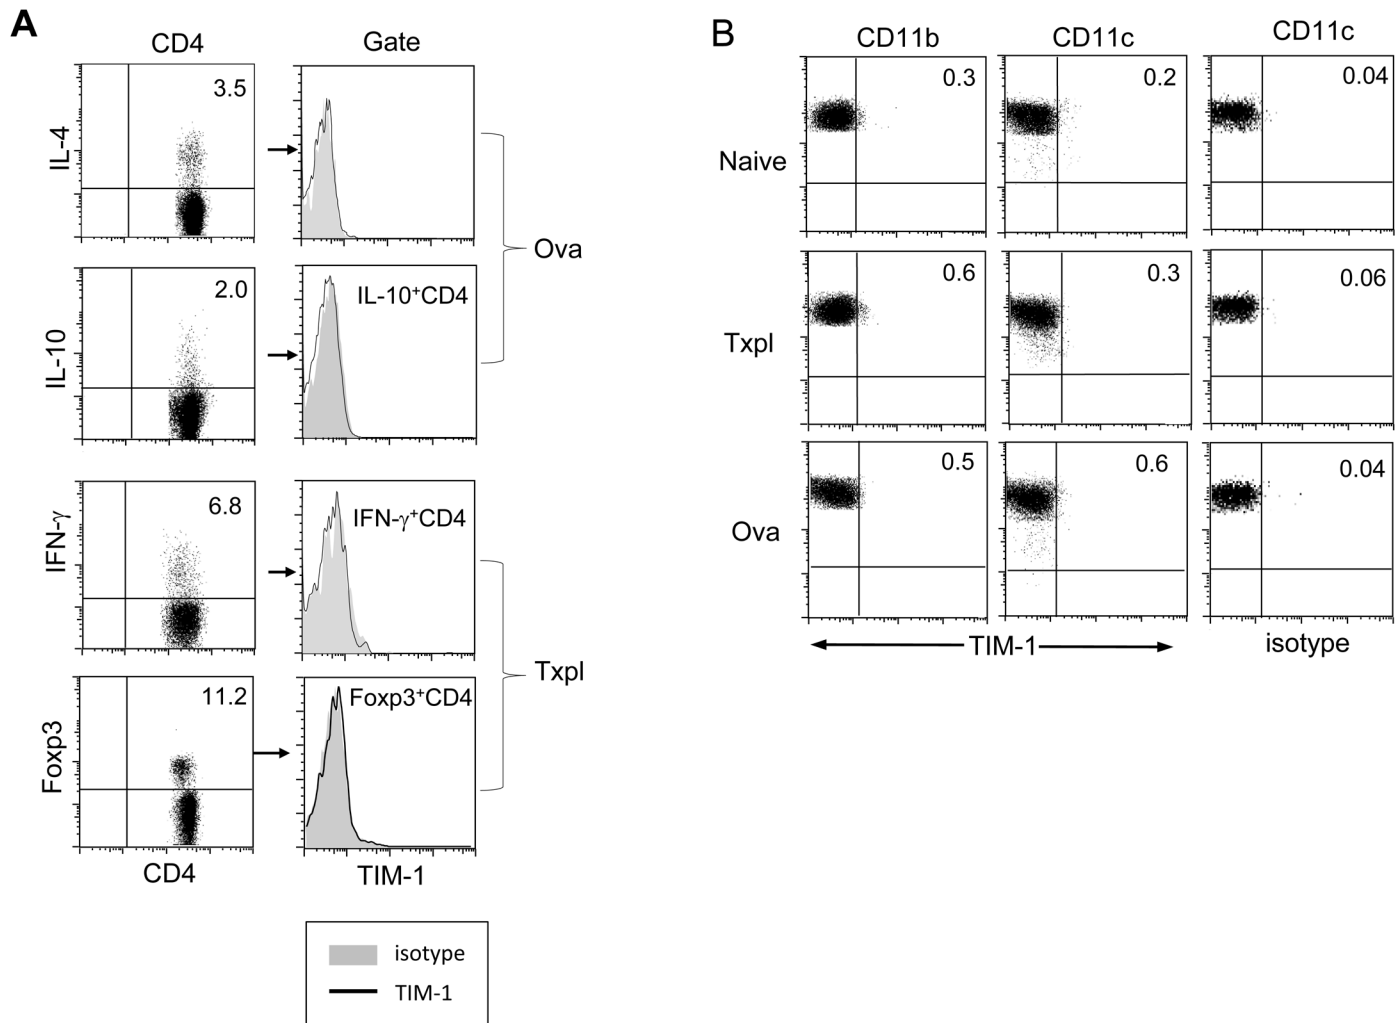 A
CD4
Gate
IL-4
3.5
Ova
IL-10
2.0
IL-10⁺CD4
IFN-γ
6.8
IFN-γ⁺CD4
Txpl
Foxp3
11.2
Foxp3⁺CD4
CD4
TIM-1
isotype
TIM-1
B
CD11b
CD11c
CD11c
Naive
0.3
0.2
0.04
Txpl
0.6
0.3
0.06
Ova
0.5
0.6
0.04
TIM-1
isotype